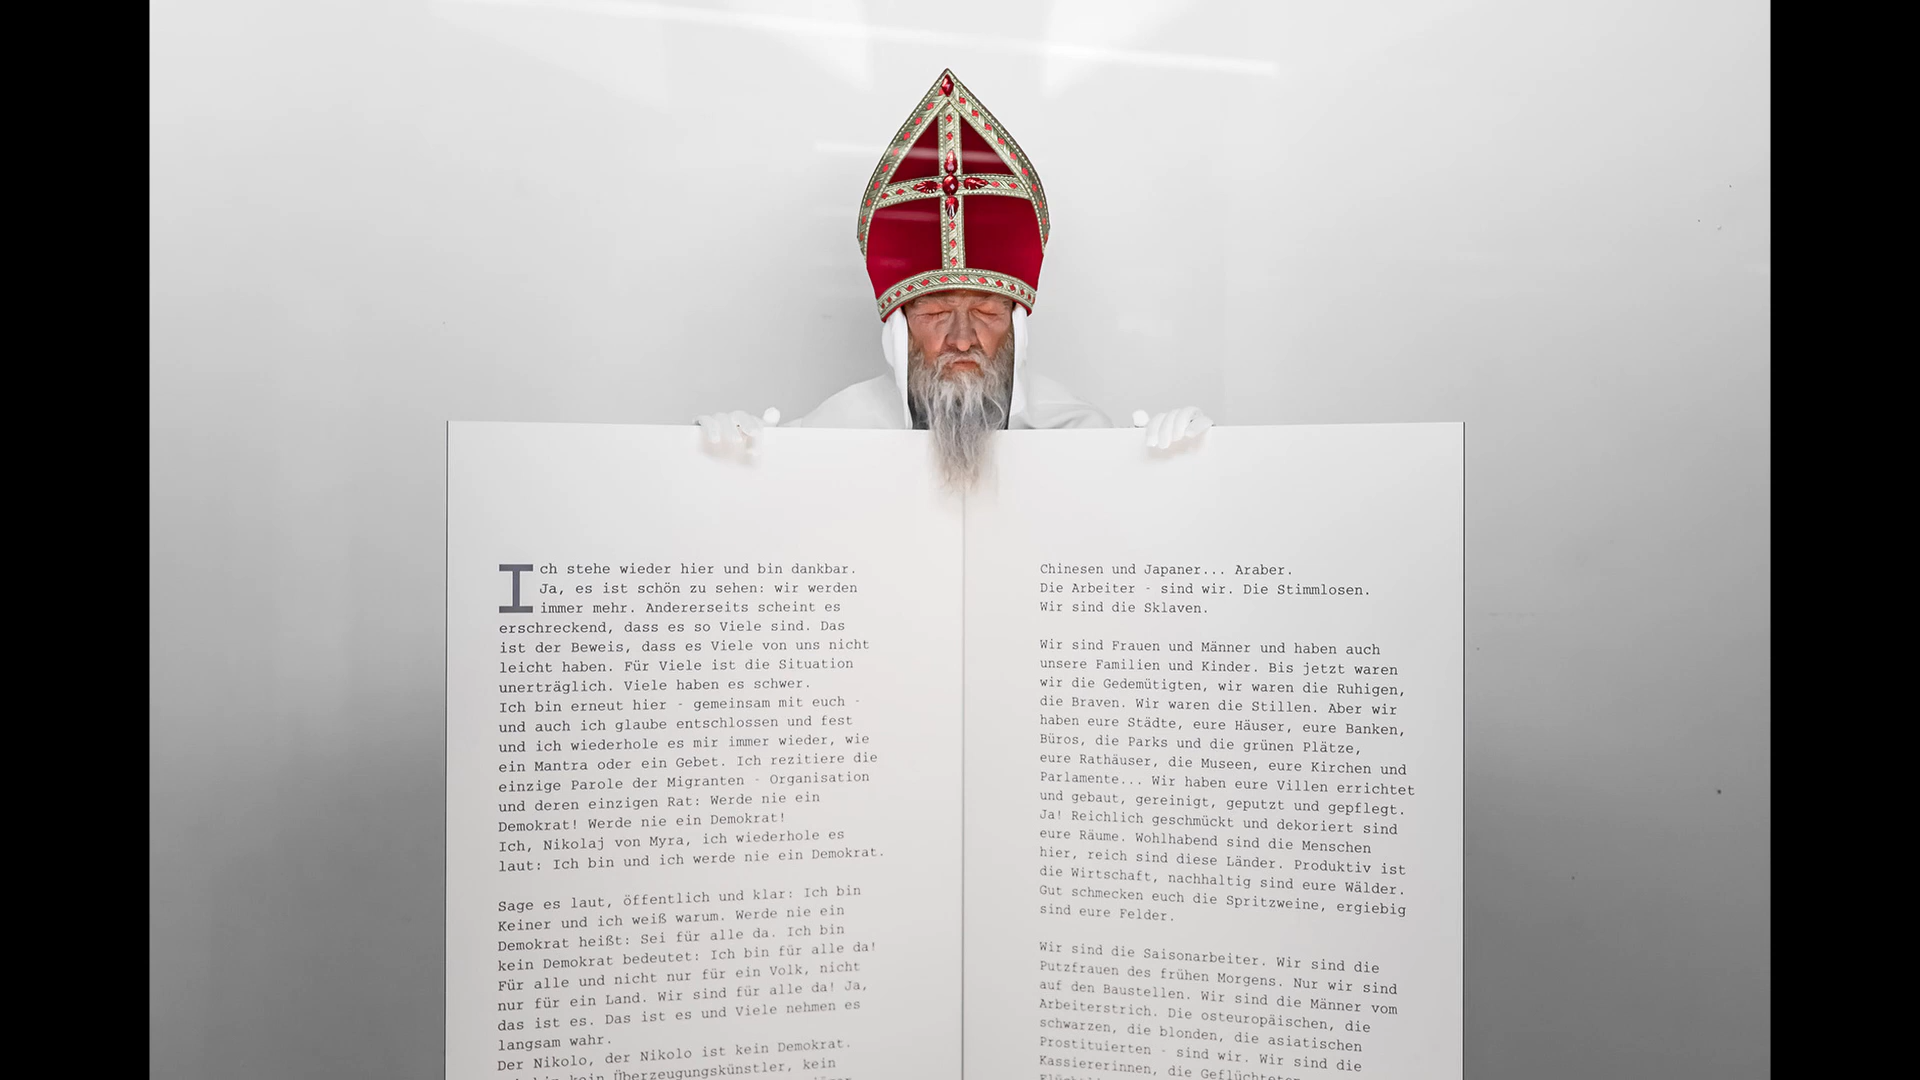 Ich stehe wieder hier und bin dankbar.
Ja, es ist schön zu sehen: wir werden
immer mehr. Andererseits scheint es
erschreckend, dass es so Viele sind. Das
ist der Beweis, dass es Viele von uns nicht
leicht haben. Für Viele ist die Situation
unerträglich. Viele haben es schwer.
Ich bin erneut hier - gemeinsam mit euch -
und auch ich glaube entschlossen und fest
und ich wiederhole es mir immer wieder, wie
ein Mantra oder ein Gebet. Ich rezitiere die
einzige Parole der Migranten - Organisation
und deren einzigen Rat: Werde nie ein
Demokrat! Werde nie ein Demokrat!
Ich, Nikolaj von Myra, ich wiederhole es
laut: Ich bin und ich werde nie ein Demokrat.
Sage es laut, öffentlich und klar: Ich bin
Keiner und ich weiß warum. Werde nie ein
Demokrat heißt: Sei für alle da. Ich bin
kein Demokrat bedeutet: Ich bin für alle da!
Für alle und nicht nur für ein Volk, nicht
nur für ein Land. Wir sind für alle da! Ja,
das ist es. Das ist es und Viele nehmen es
langsam wahr.
Der Nikolo, der Nikolo ist kein Demokrat.
bin kein Überzeugungskünstler, kein
Chinesen und Japaner... Araber.
Die Arbeiter - sind wir. Die Stimmlosen.
Wir sind die Sklaven.
Wir sind Frauen und Männer und haben auch
unsere Familien und Kinder. Bis jetzt waren
wir die Gedemütigten, wir waren die Ruhigen,
die Braven. Wir waren die Stillen. Aber wir
haben eure Städte, eure Häuser, eure Banken,
Büros, die Parks und die grünen Plätze,
eure Rathäuser, die Museen, eure Kirchen und
Parlamente... Wir haben eure Villen errichtet
und gebaut, gereinigt, geputzt und gepflegt.
Ja! Reichlich geschmückt und dekoriert sind
eure Räume. Wohlhabend sind die Menschen
hier, reich sind diese Länder. Produktiv ist
die Wirtschaft, nachhaltig sind eure Wälder.
Gut schmecken euch die Spritzweine, ergiebig
sind eure Felder.
Wir sind die Saisonarbeiter. Wir sind die
Putzfrauen des frühen Morgens. Nur wir sind
auf den Baustellen. Wir sind die Männer vom
Arbeiterstrich. Die osteuropäischen, die
schwarzen, die blonden, die asiatischen
Prostituierten - sind wir. Wir sind die
Kassiererinnen, die Geflüchteten